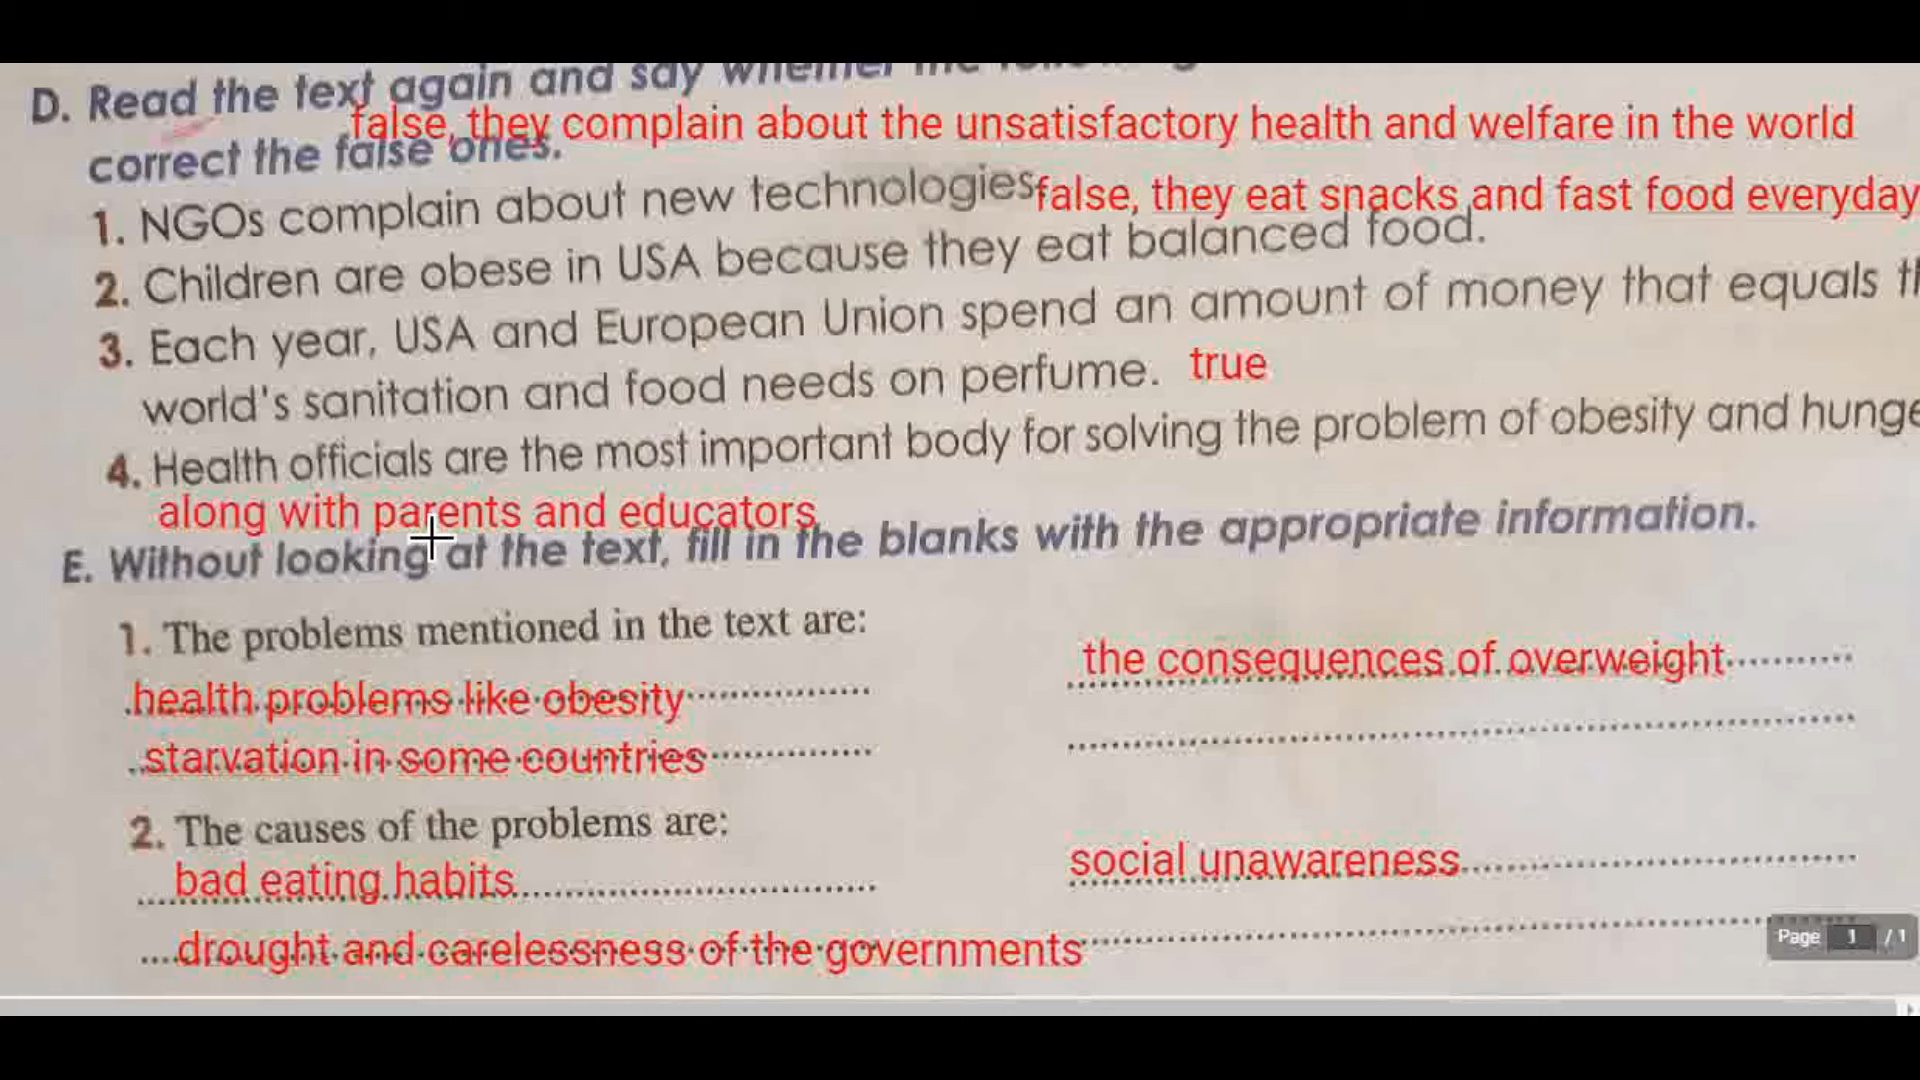 D. Read the text again and say whether the following
false, they complain about the unsatisfactory health and welfare in the world
correct the false ones.
1. NGOs complain about new technologies
false, they eat snacks and fast food everyday
2. Children are obese in USA because they eat balanced food.
3. Each year, USA and European Union spend an amount of money that equals th
world's sanitation and food needs on perfume. true
4. Health officials are the most important body for solving the problem of obesity and hunge
along with parents and educators
E. Without looking at the text, fill in the blanks with the appropriate information.
1. The problems mentioned in the text are:
health problems like obesity
the consequences of overweight
starvation in some countries
2. The causes of the problems are:
bad eating habits
social unawareness
drought and carelessness of the governments
Page 1 / 1